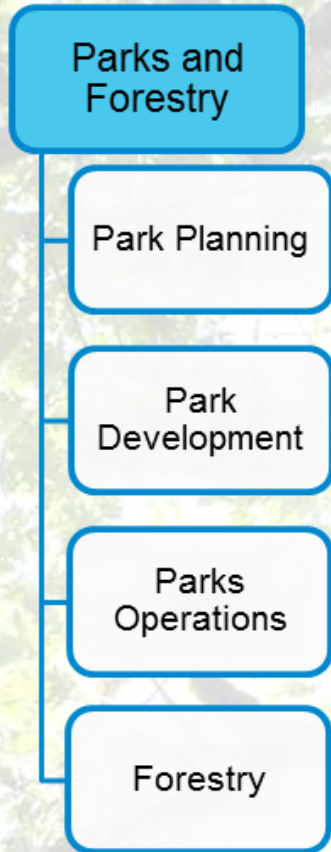 Parks and
Forestry
Park Planning
Park
Development
Parks
Operations
Forestry